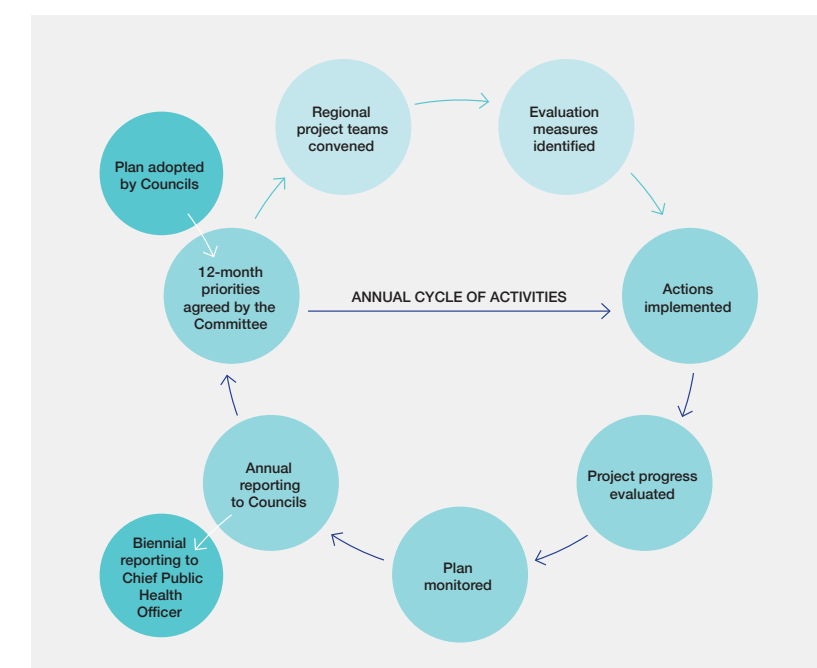 Regional
project teams
convened
Evaluation
measures
identified
Plan adopted
by Councils
12-month
priorities
agreed by the
Committee
ANNUAL CYCLE OF ACTIVITIES
Actions
implemented
Annual
reporting
to Councils
Project progress
evaluated
Biennial
reporting to
Chief Public
Health
Officer
Plan
monitored